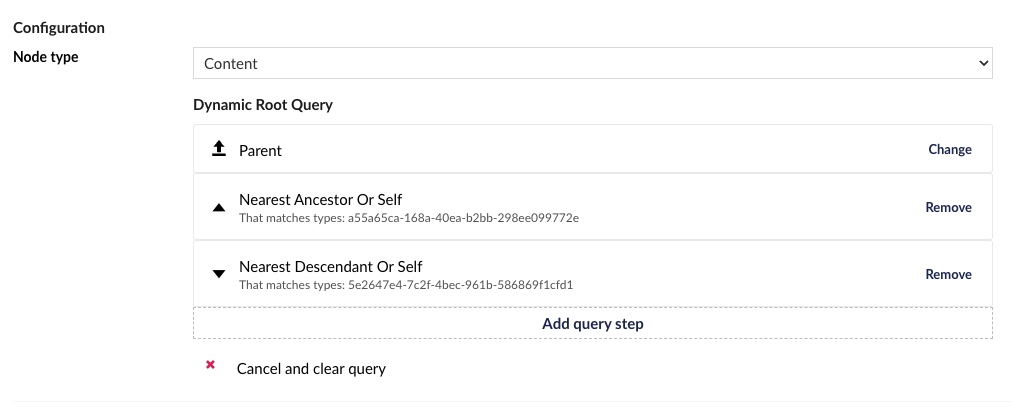 Configuration
Node type
Content
Dynamic Root Query
Parent
Change
Nearest Ancestor Or Self
That matches types: a55a65ca-168a-40ea-b2bb-298ee099772e
Remove
Nearest Descendant Or Self
That matches types: 5e2647e4-7c2f-4bec-961b-586869f1cfd1
Remove
Add query step
Cancel and clear query